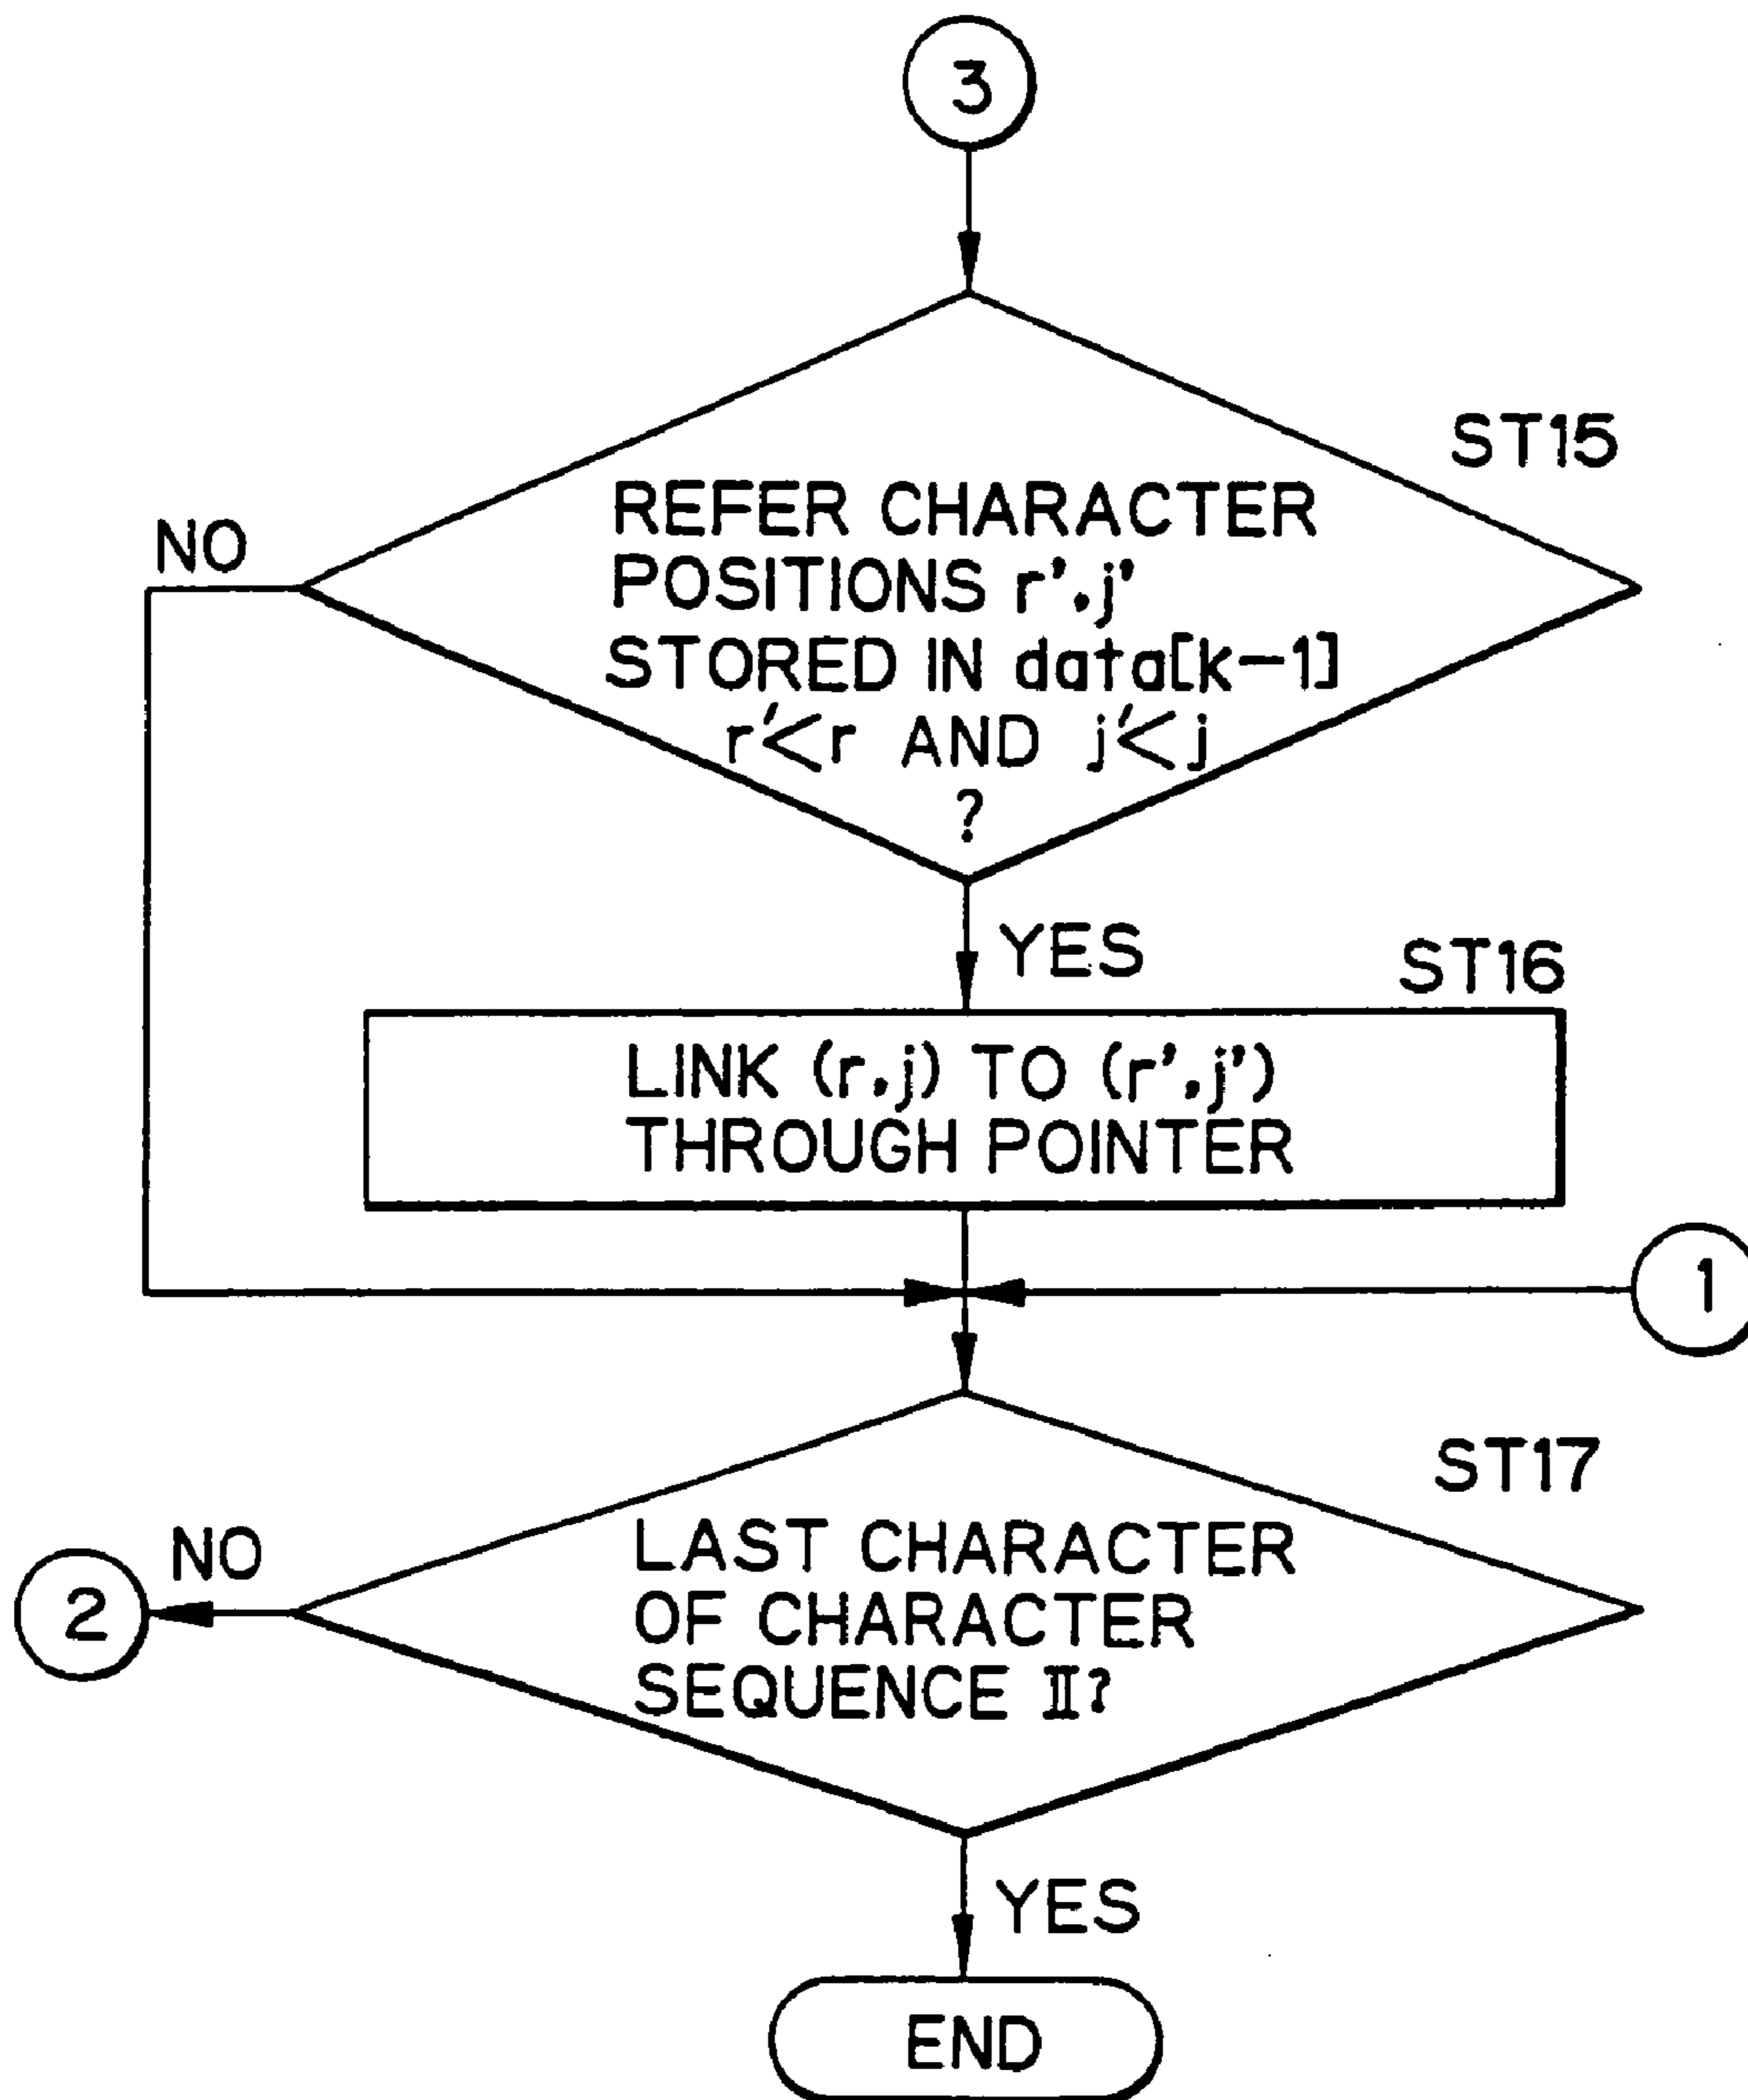 3
ST15
NO
REFER CHARACTER
POSITIONS r',j'
STORED IN data[k-1]
r'<r AND j'<j
?
YES
ST16
LINK (r,j) TO (r',j')
THROUGH POINTER
1
ST17
NO
2
LAST CHARACTER
OF CHARACTER
SEQUENCE II?
YES
END